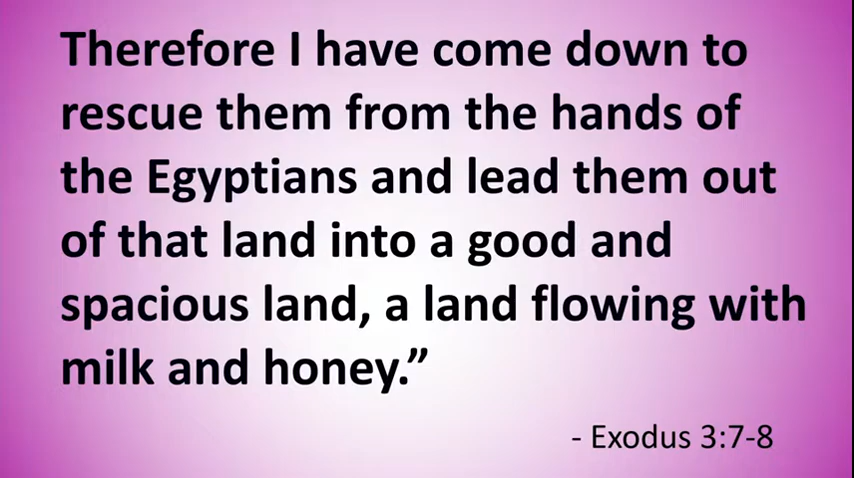 Therefore I have come down to
rescue them from the hands of
the Egyptians and lead them out
of that land into a good and
spacious land, a land flowing with
milk and honey.”
- Exodus 3:7-8